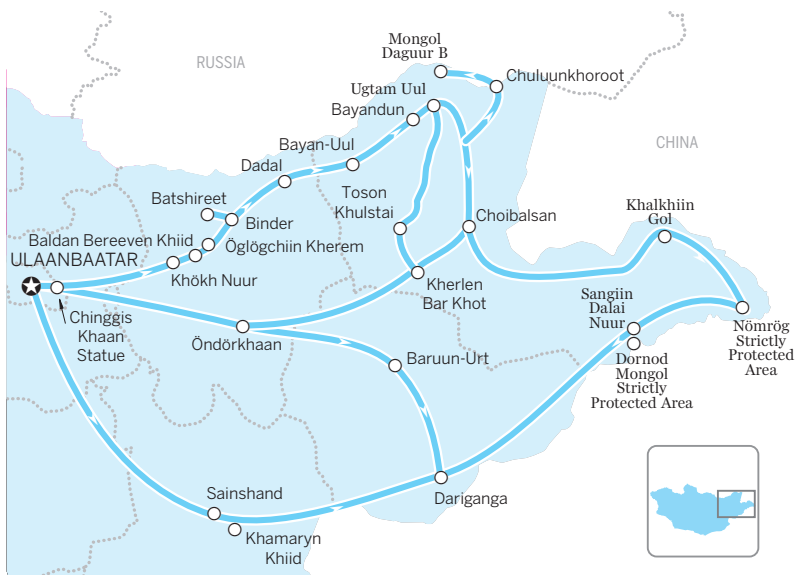 Mongol
Daguur B
RUSSIA
Chuluunkhoroot
Ugtam Uul
Bayandun
CHINA
Bayan-Uul
Dadal
Toson
Khulstai
Batshireet
Binder
Choibalsan
Khalkhiin
Gol
Baldan Bereeven Khiid
Öglögchiin Kherem
ULAANBAATAR
Khökh Nuur
Kherlen
Bar Khot
Chinggis
Khaan
Statue
Sangiin
Dalai
Nuur
Öndörkhaan
Nömrög
Strictly
Protected
Area
Baruun-Urt
Dornod
Mongol
Strictly
Protected Area
Sainshand
Dariganga
Khamaryn
Khiid